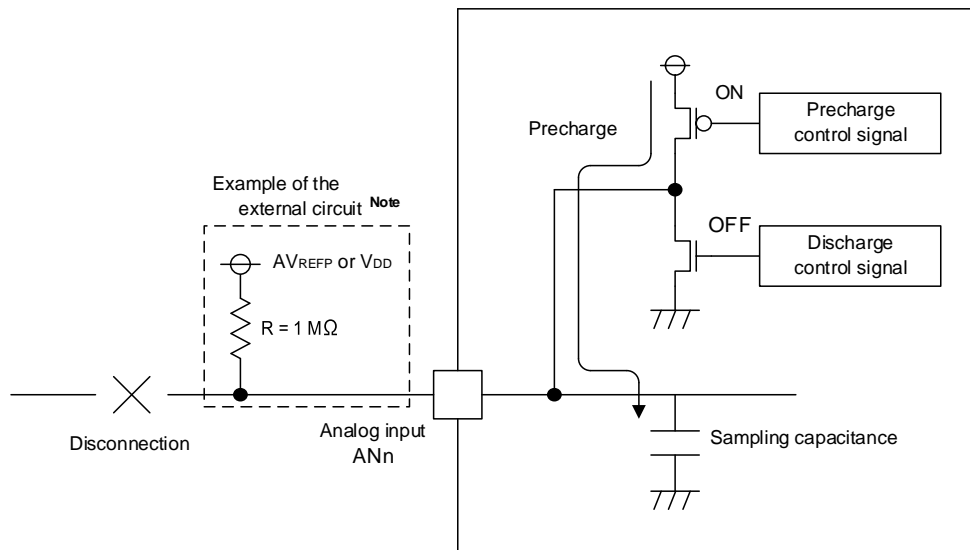 ON
Precharge
control signal
Precharge
Example of the
external circuit Note
AVREFP or VDD
R = 1 MΩ
OFF
Discharge
control signal
Disconnection
Analog input
ANn
Sampling capacitance